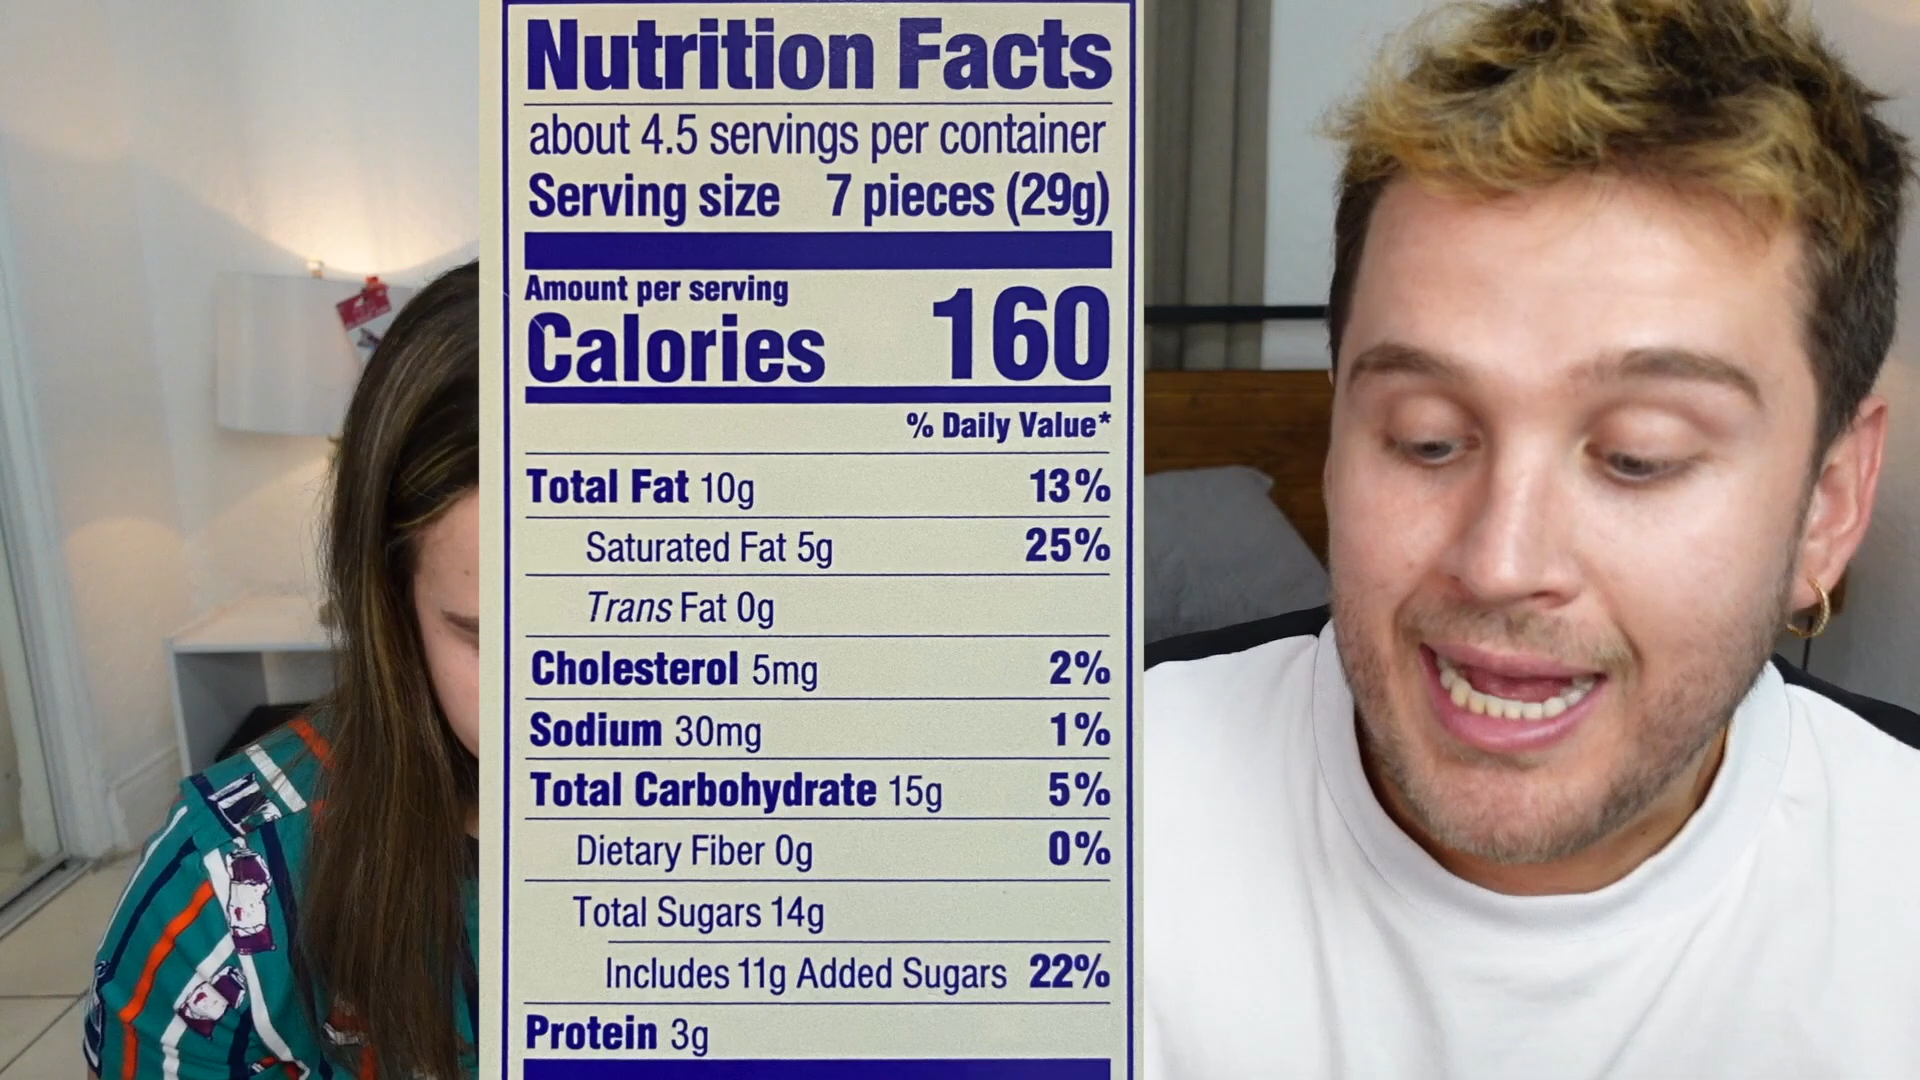 Nutrition Facts
about 4.5 servings per container
Serving size 7 pieces (29g)
Amount per serving
Calories 160
% Daily Value*
Total Fat 10g 13%
Saturated Fat 5g 25%
Trans Fat 0g
Cholesterol 5mg 2%
Sodium 30mg 1%
Total Carbohydrate 15g 5%
Dietary Fiber 0g 0%
Total Sugars 14g
Includes 11g Added Sugars 22%
Protein 3g